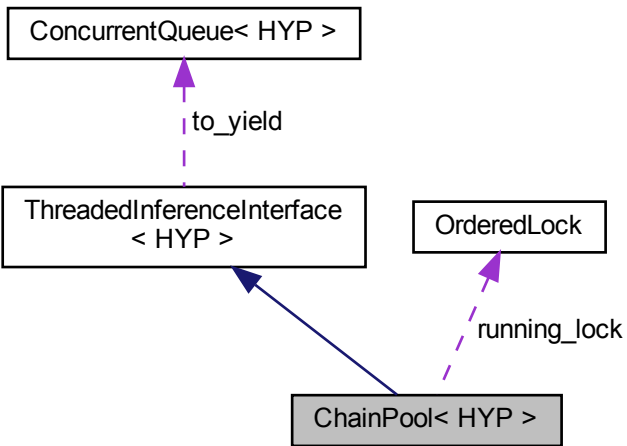 ConcurrentQueue< HYP >
to_yield
ThreadedInferenceInterface
< HYP >
OrderedLock
running_lock
ChainPool< HYP >